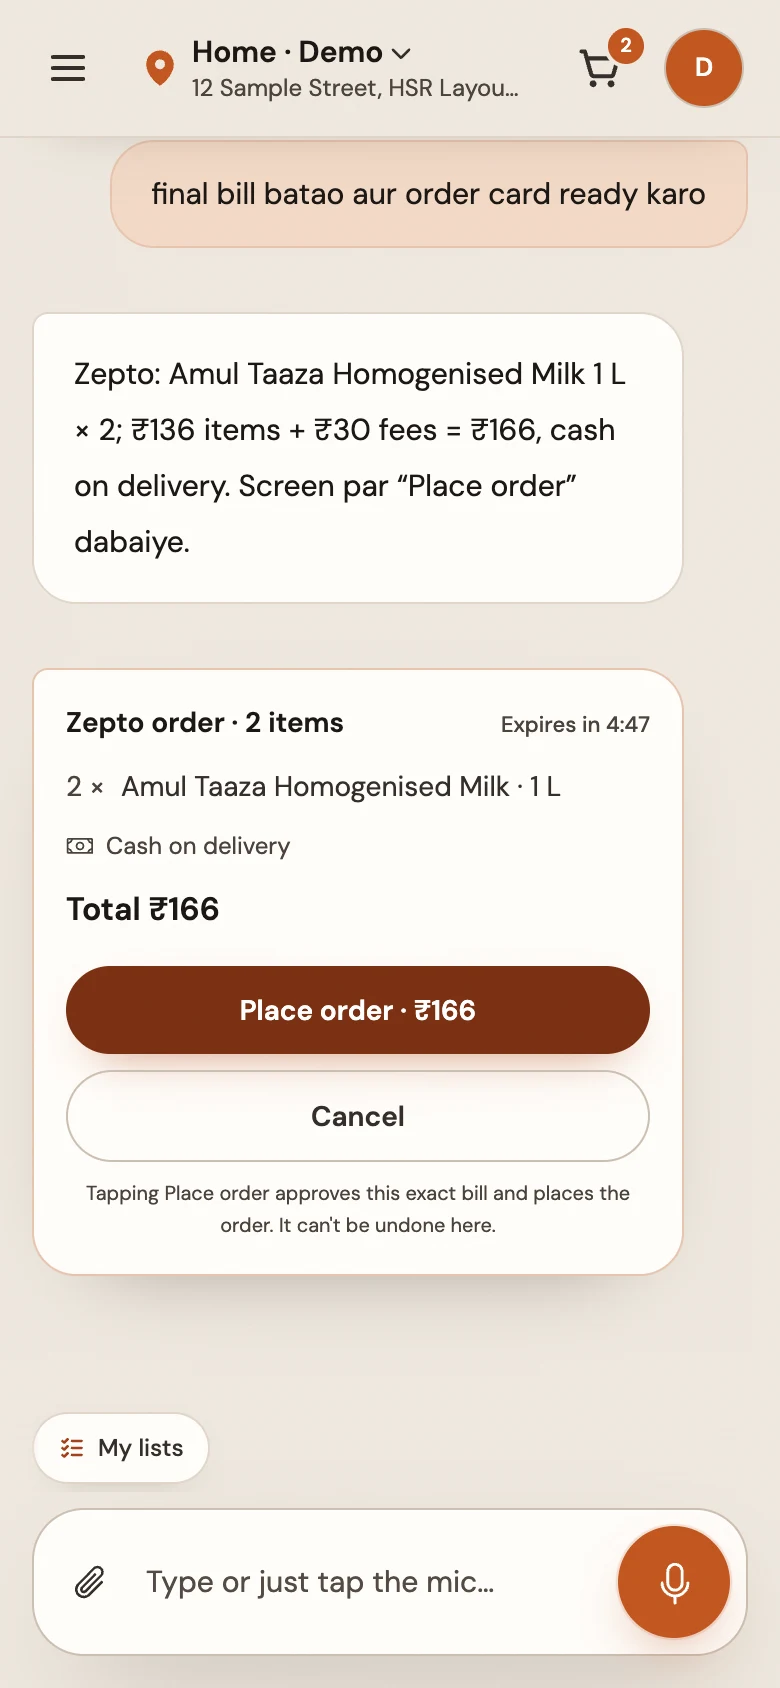 Home · Demo
2
D
12 Sample Street, HSR Layou...
final bill batao aur order card ready karo
Zepto: Amul Taaza Homogenised Milk 1 L
× 2; ₹136 items + ₹30 fees = ₹166, cash
on delivery. Screen par “Place order”
dabaiye.
Zepto order · 2 items
Expires in 4:47
2 × Amul Taaza Homogenised Milk · 1 L
Cash on delivery
Total ₹166
Place order · ₹166
Cancel
Tapping Place order approves this exact bill and places the
order. It can't be undone here.
My lists
Type or just tap the mic...